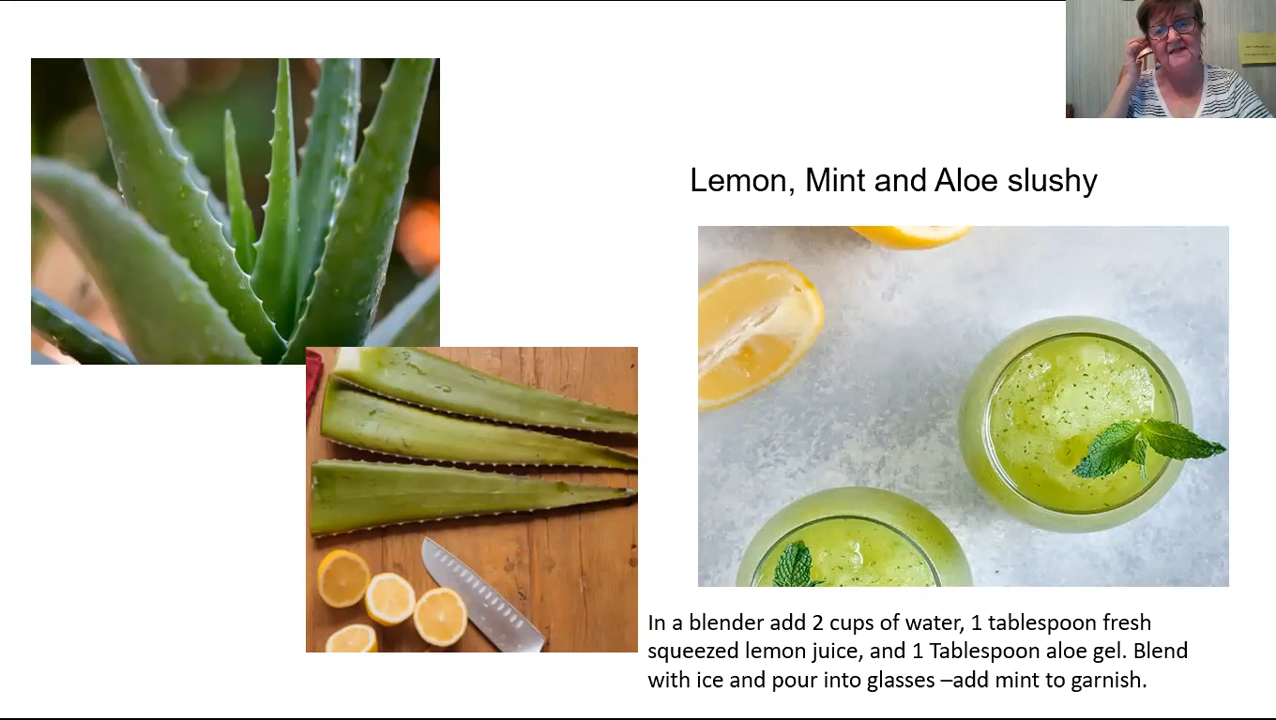 Lemon, Mint and Aloe slushy
In a blender add 2 cups of water, 1 tablespoon fresh
squeezed lemon juice, and 1 Tablespoon aloe gel. Blend
with ice and pour into glasses –add mint to garnish.